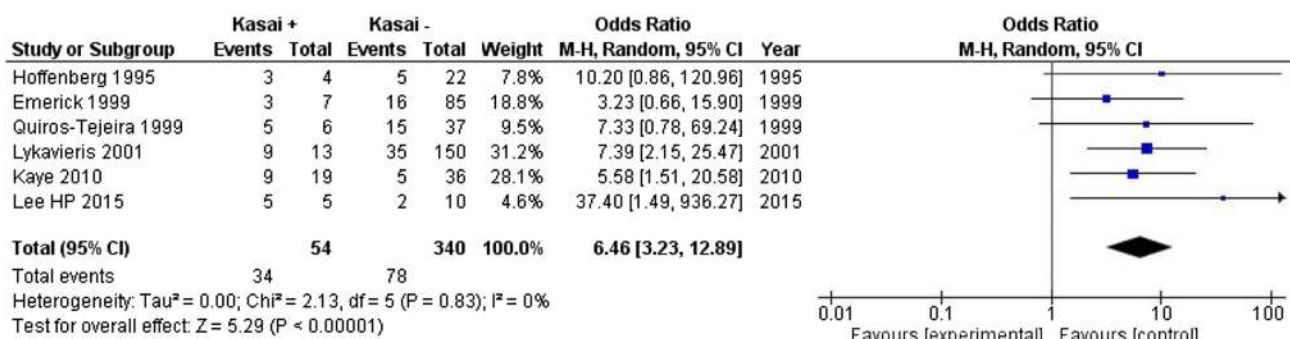 Kasai + Kasai - Odds Ratio Odds Ratio
Study or Subgroup Events Total Events Total Weight M-H, Random, 95% CI Year M-H, Random, 95% CI
Hoffenberg 1995 3 4 5 22 7.8% 10.20 [0.86, 120.96] 1995
Emerick 1999 3 7 16 85 18.8% 3.23 [0.66, 15.90] 1999
Quiros-Tejeira 1999 5 6 15 37 9.5% 7.33 [0.78, 69.24] 1999
Lykavieris 2001 9 13 35 150 31.2% 7.39 [2.15, 25.47] 2001
Kaye 2010 9 19 5 36 28.1% 5.58 [1.51, 20.58] 2010
Lee HP 2015 5 5 2 10 4.6% 37.40 [1.49, 936.27] 2015
Total (95% CI) 54 340 100.0% 6.46 [3.23, 12.89]
Total events 34 78
Heterogeneity: Tau² = 0.00; Chi² = 2.13, df = 5 (P = 0.83); I² = 0%
Test for overall effect: Z = 5.29 (P < 0.00001)
0.01 0.1 1 10 100
Favours [experimental] Favours [control]